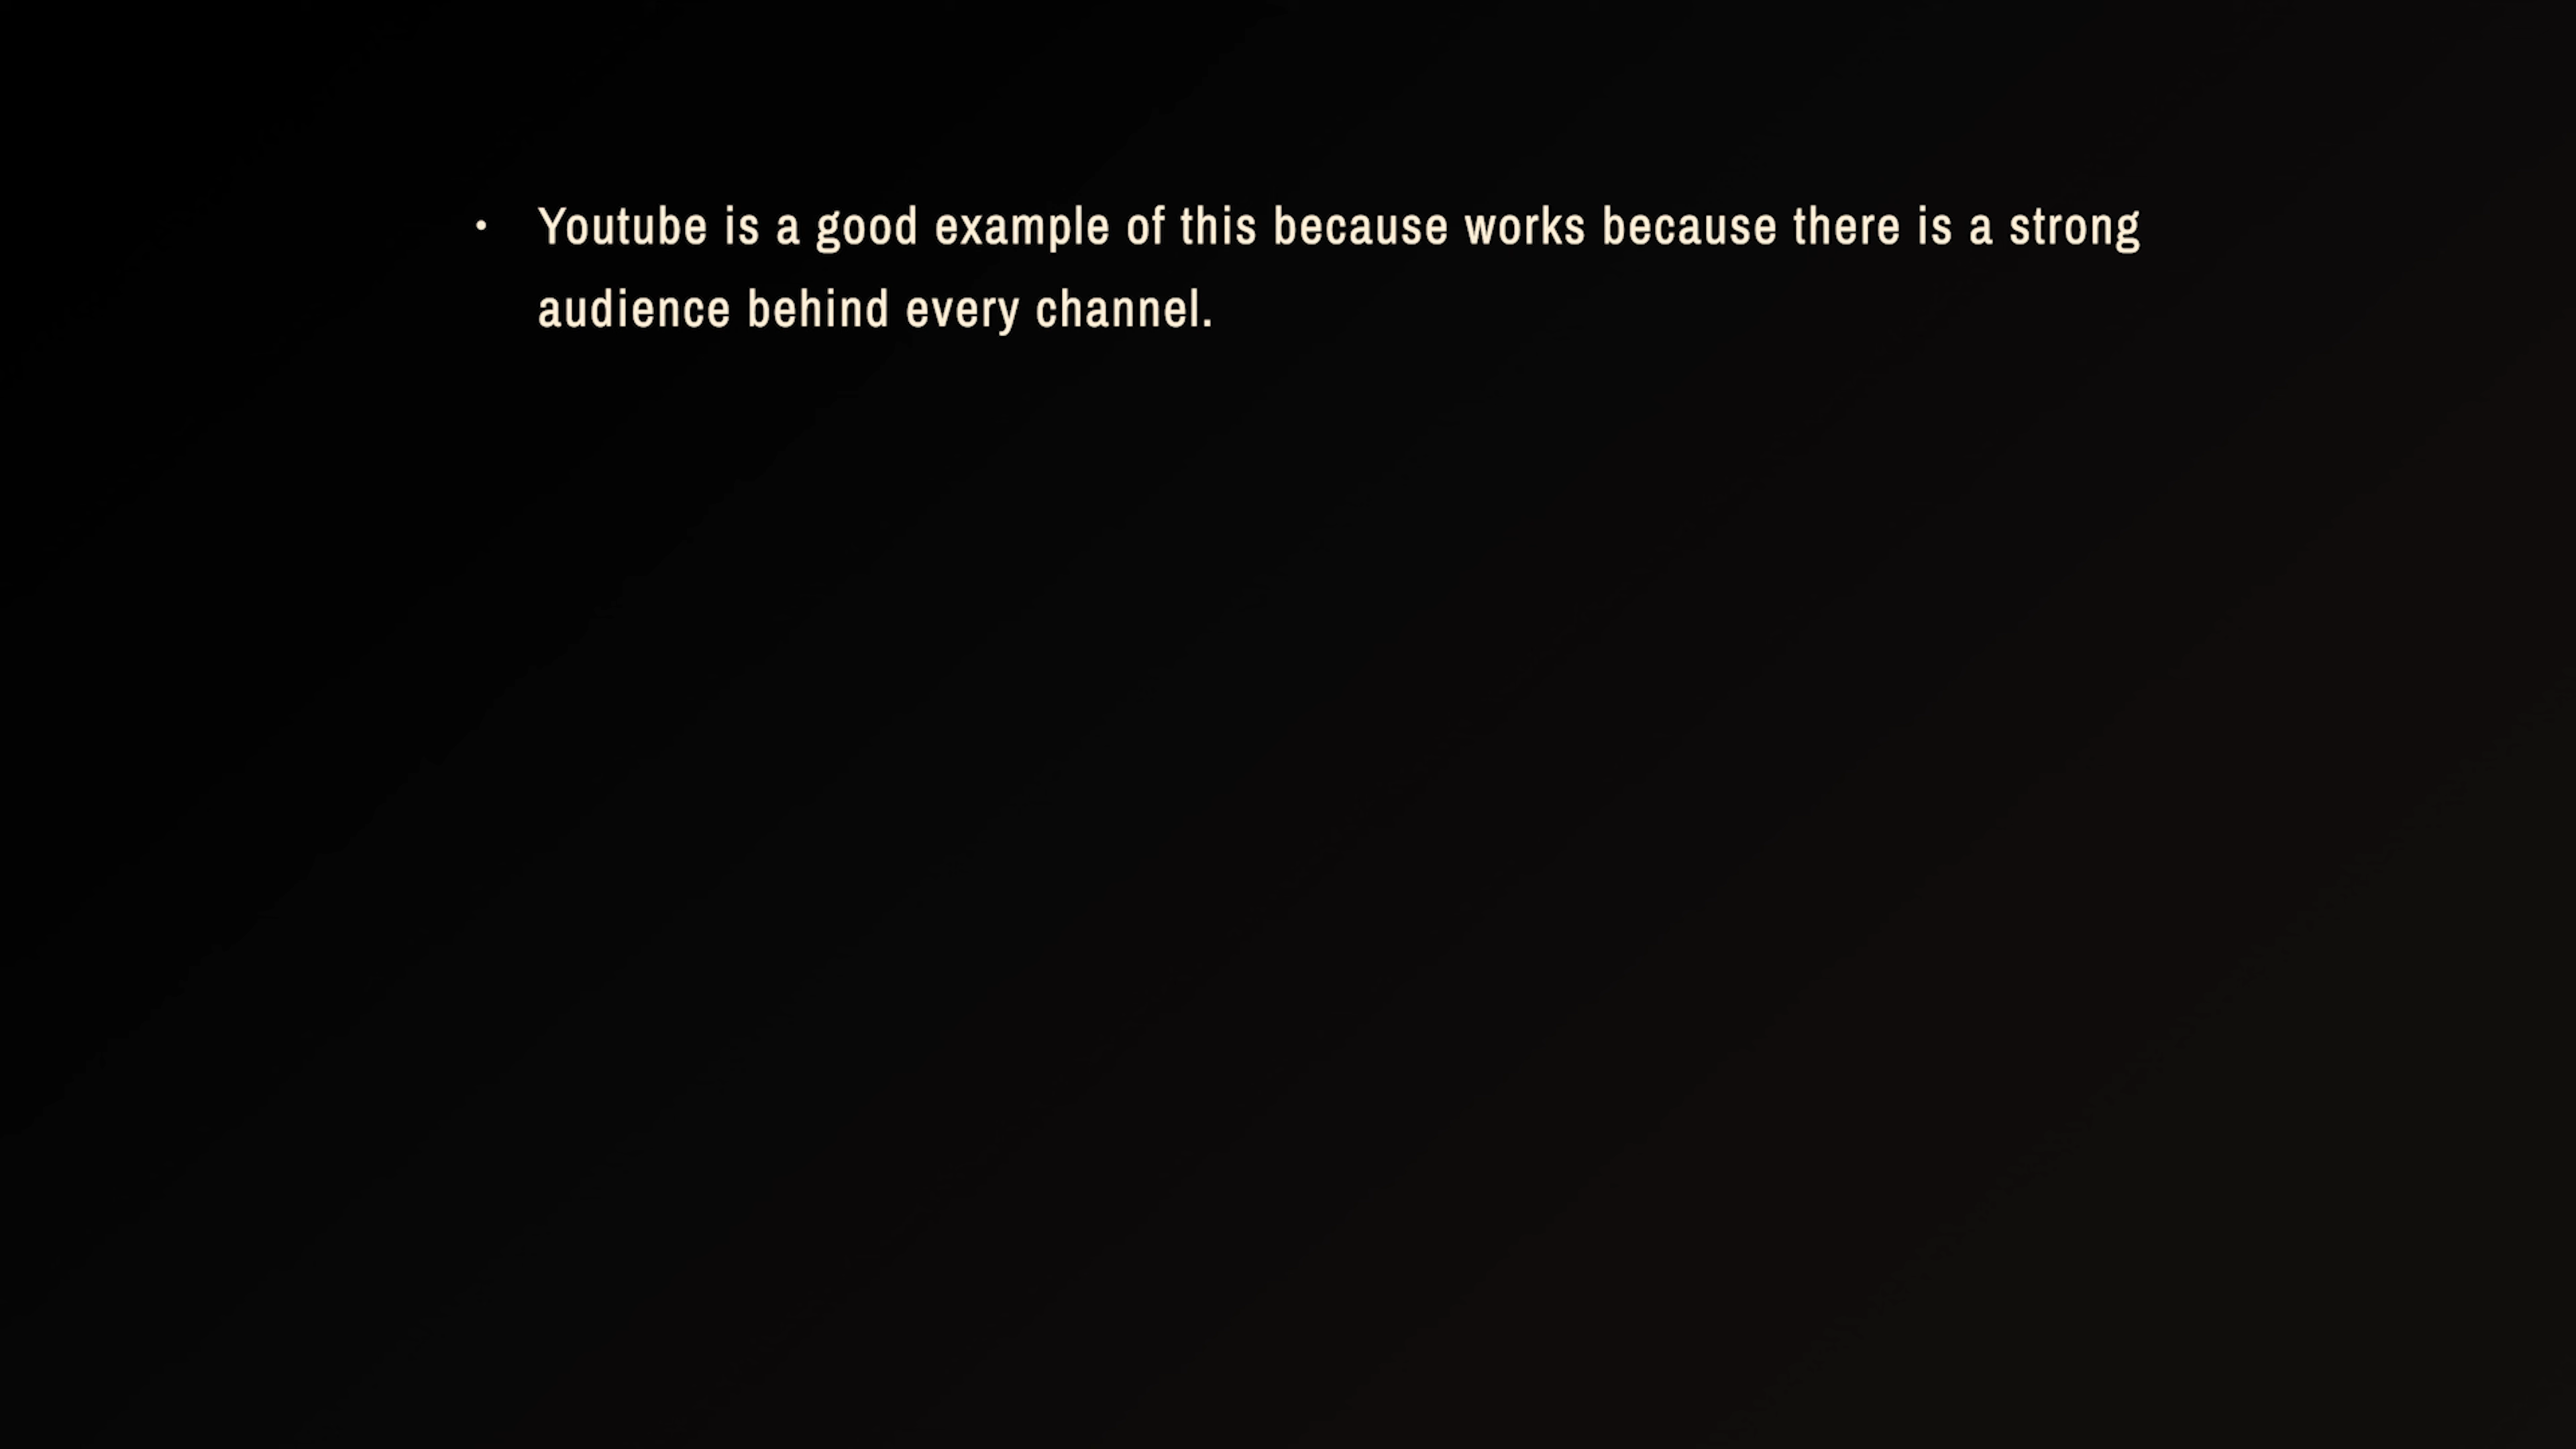 • Youtube is a good example of this because works because there is a strong
audience behind every channel.